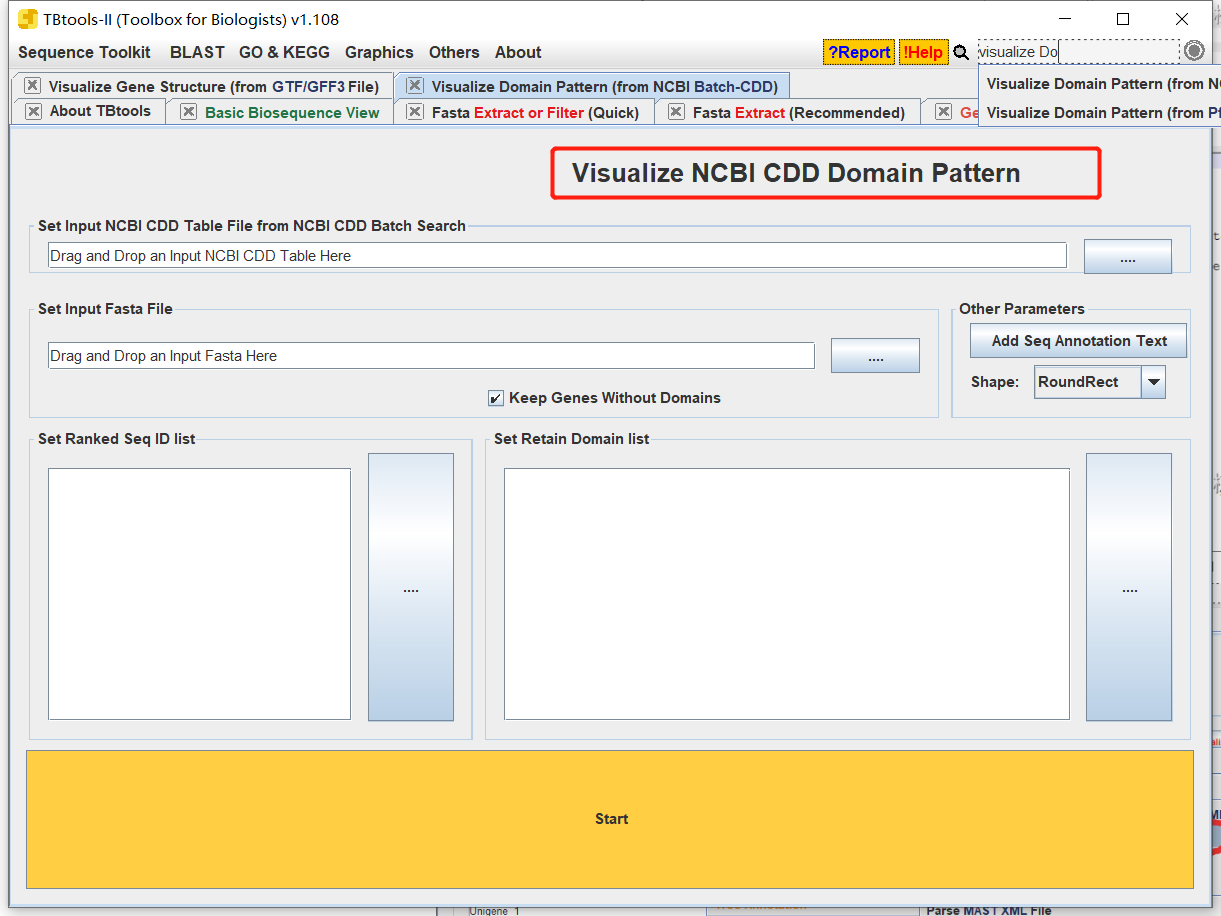 TBtools-II (Toolbox for Biologists) v1.108
Sequence Toolkit BLAST GO & KEGG Graphics Others About ?Report !Help visualize Do
Visualize Domain Pattern (from
Visualize Domain Pattern (from
Visualize Gene Structure (from GTF/GFF3 File) Visualize Domain Pattern (from NCBI Batch-CDD)
About TBtools Basic Biosequence View Fasta Extract or Filter (Quick) Fasta Extract (Recommended)
Visualize NCBI CDD Domain Pattern
Set Input NCBI CDD Table File from NCBI CDD Batch Search
Drag and Drop an Input NCBI CDD Table Here ....
Set Input Fasta File Other Parameters
Add Seq Annotation Text
Drag and Drop an Input Fasta Here ....
Shape: RoundRect
Keep Genes Without Domains
Set Ranked Seq ID list Set Retain Domain list
.... ....
Start
Unigene 1 Parse MAST XML File